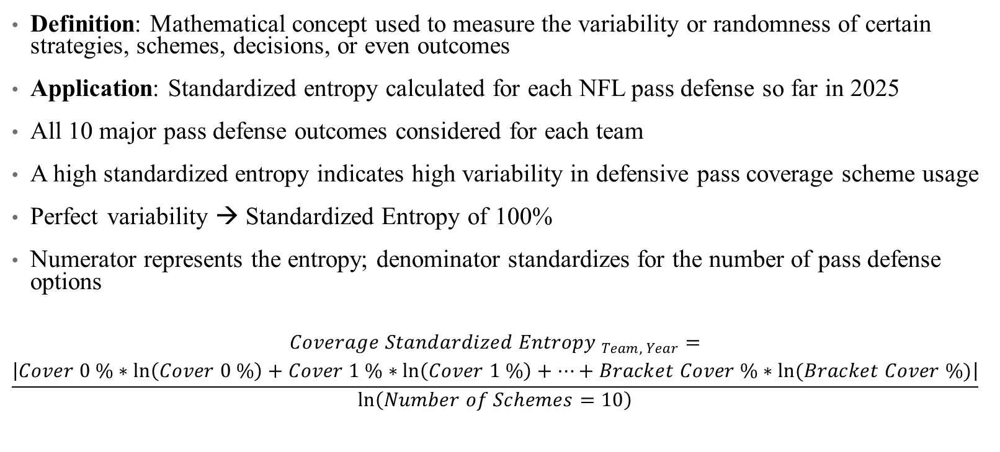 • Definition: Mathematical concept used to measure the variability or randomness of certain
strategies, schemes, decisions, or even outcomes
• Application: Standardized entropy calculated for each NFL pass defense so far in 2025
• All 10 major pass defense outcomes considered for each team
• A high standardized entropy indicates high variability in defensive pass coverage scheme usage
• Perfect variability → Standardized Entropy of 100%
• Numerator represents the entropy; denominator standardizes for the number of pass defense
options
Coverage Standardized Entropy Team, Year =
|Cover 0 % * ln(Cover 0 %) + Cover 1 % * ln(Cover 1 %) + ⋯ + Bracket Cover % * ln(Bracket Cover %)|
ln(Number of Schemes = 10)